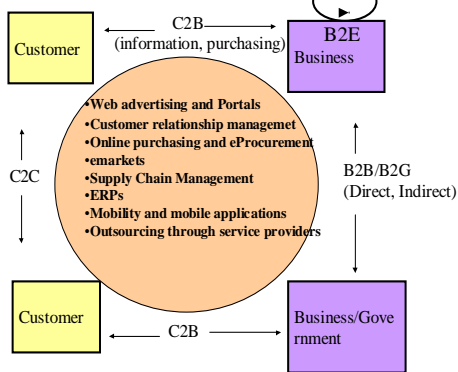 C2B
(information, purchasing)
Customer
B2E
Business
•Web advertising and Portals
•Customer relationship managemet
•Online purchasing and eProcurement
•emarkets
•Supply Chain Management
•ERPs
•Mobility and mobile applications
•Outsourcing through service providers
C2C
B2B/B2G
(Direct, Indirect)
Customer
C2B
Business/Gove
rnment